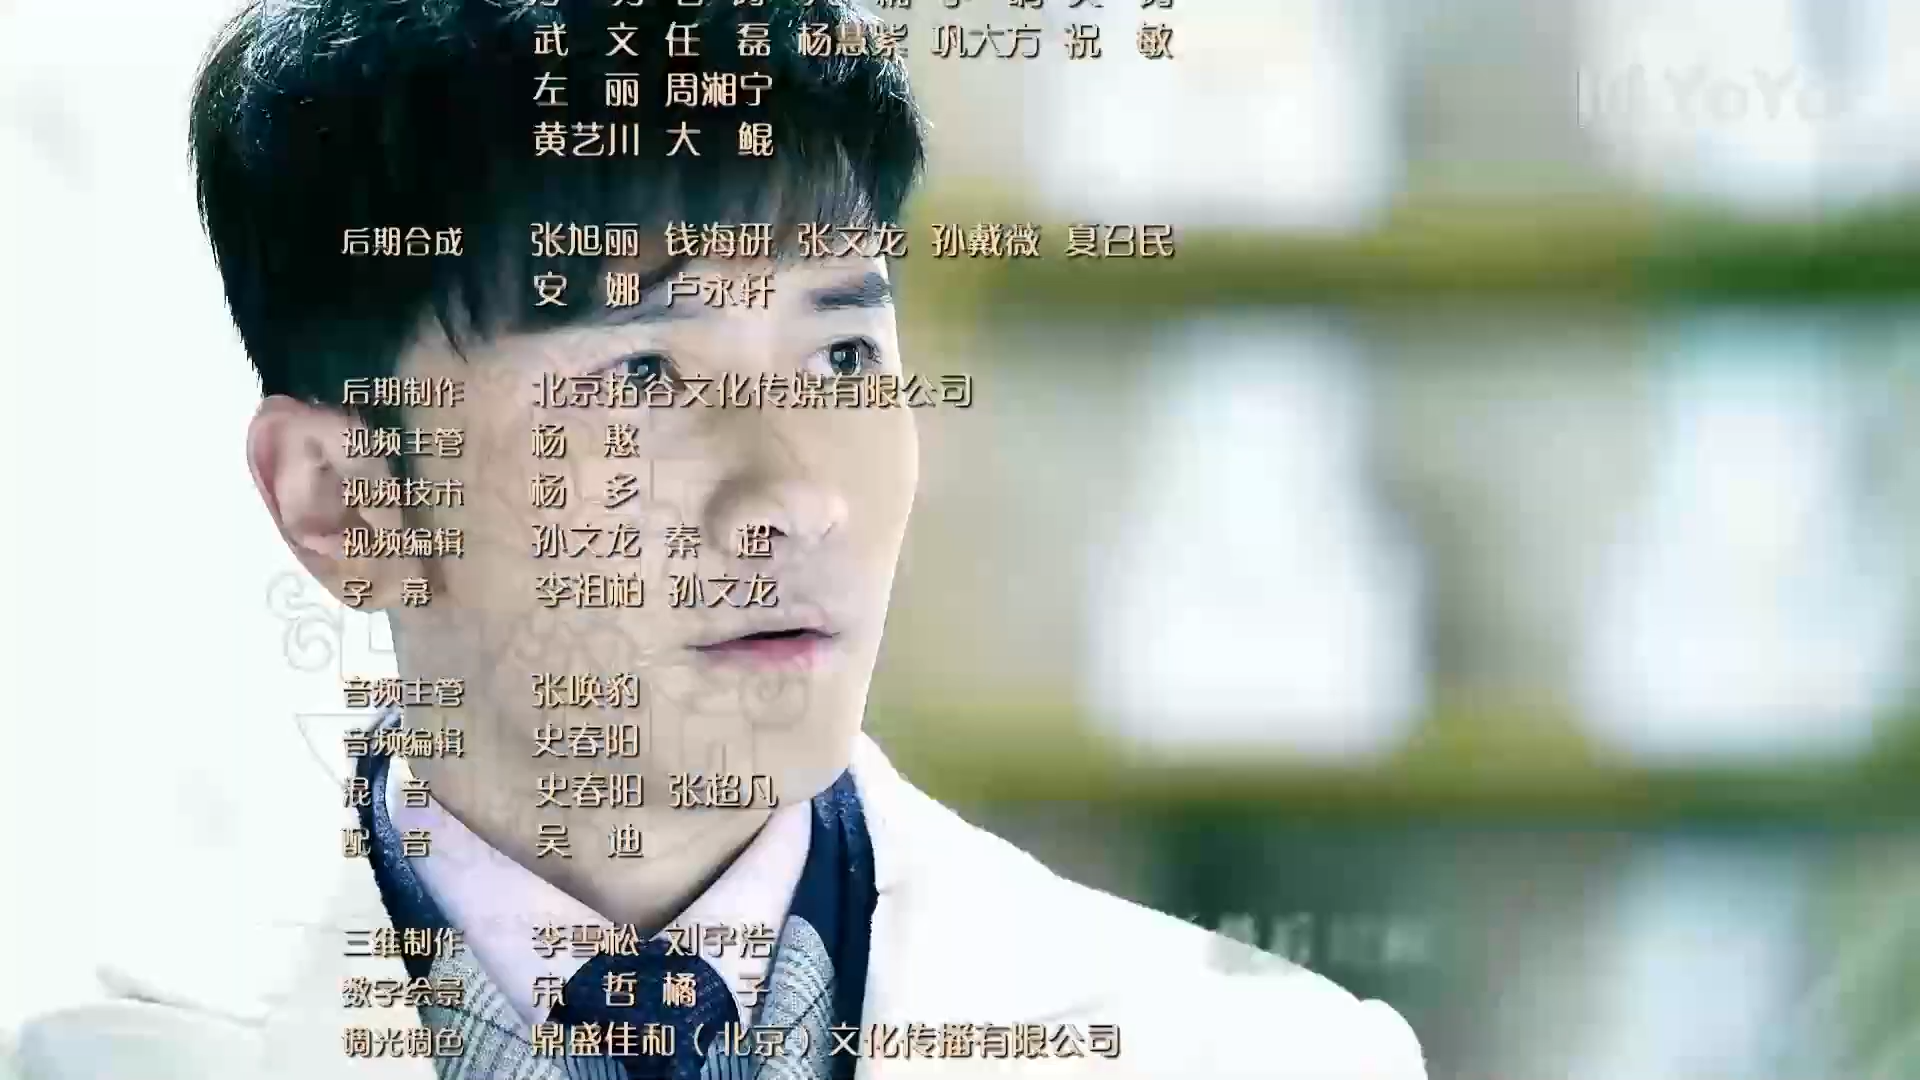 武 文 任 磊 杨慧紫 巩大方 祝 敏
左 丽 周湘宁
黄艺川 大 鲲
后期合成 张旭丽 钱海研 张文龙 孙戴薇 夏召民
安 娜 卢永轩
后期制作 北京拓谷文化传媒有限公司
视频主管 杨 憨
视频技术 杨 多
视频编辑 孙文龙 秦 超
字 幕 李祖柏 孙文龙
音频主管 张唤豹
音频编辑 史春阳
混 音 史春阳 张超凡
配 音 吴 迪
三维制作 李雪松 刘宇浩
数字绘景 宋 哲 橘 子
调光调色 鼎盛佳和（北京）文化传播有限公司
YoYo